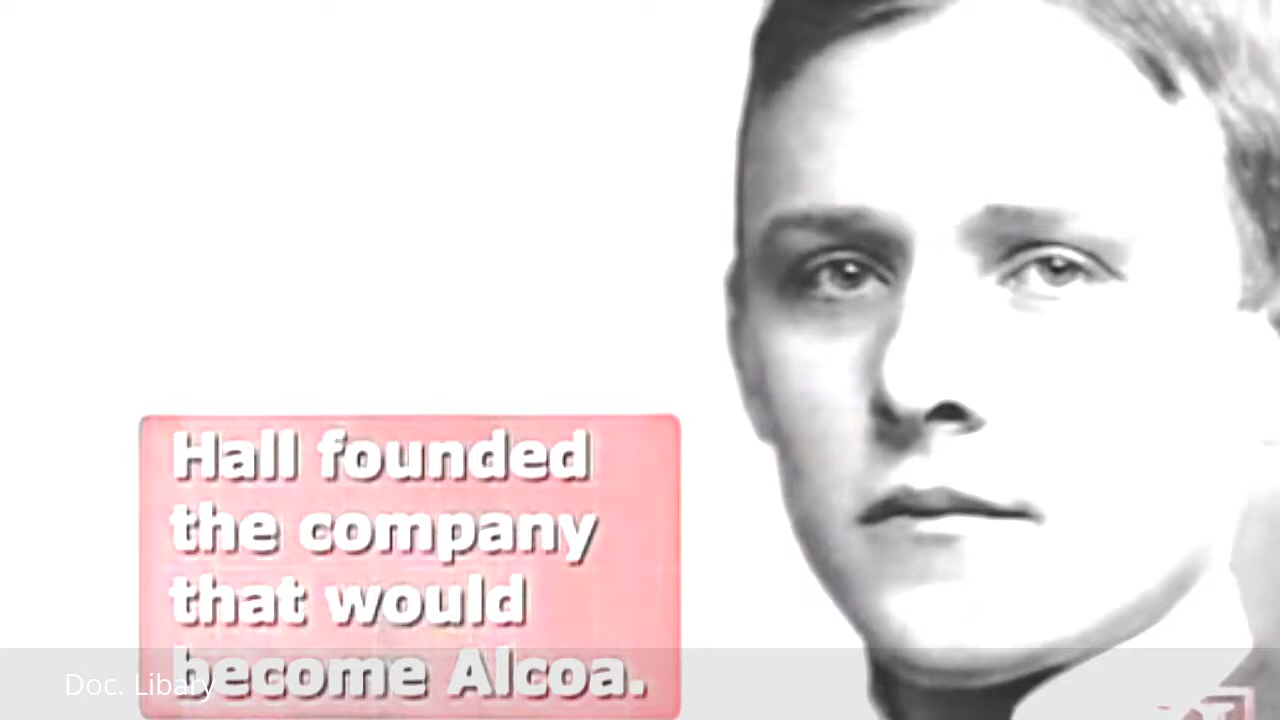 Hall founded
the company
that would
become Alcoa.
Doc. Libary